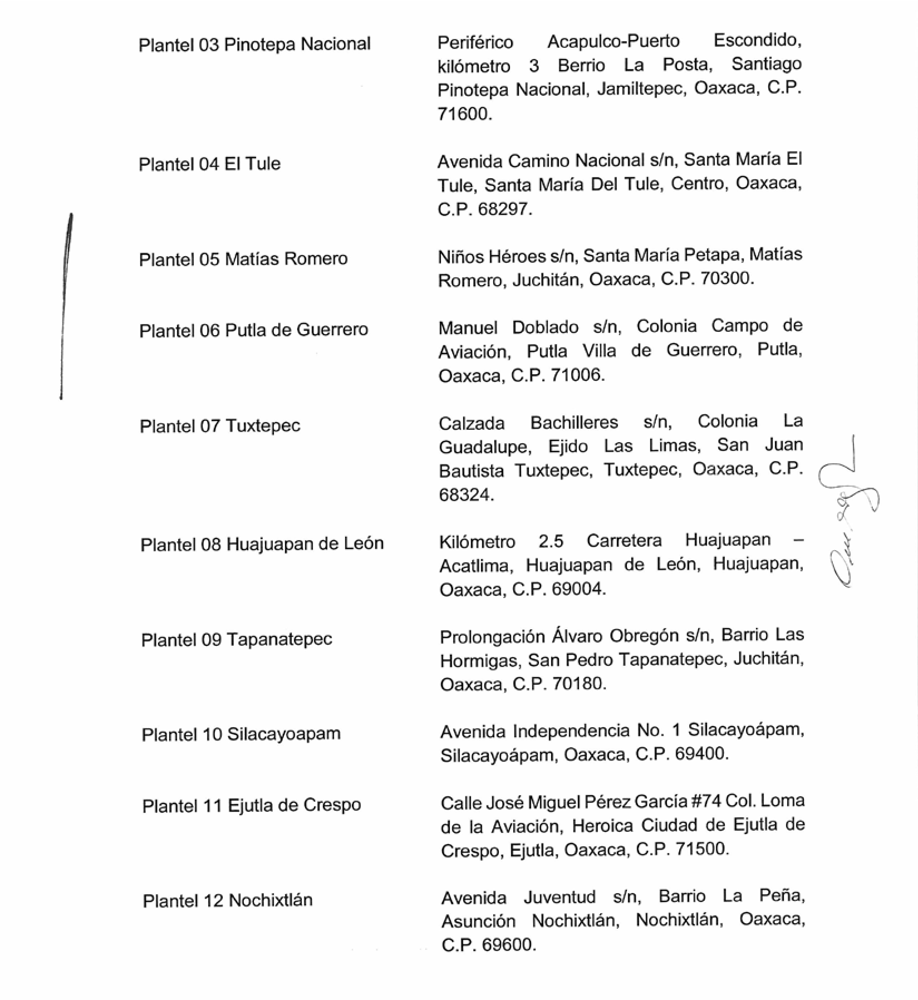 Plantel 03 Pinotepa Nacional
Periférico Acapulco-Puerto Escondido,
kilómetro 3 Berrio La Posta, Santiago
Pinotepa Nacional, Jamiltepec, Oaxaca, C.P.
71600.
Plantel 04 El Tule
Avenida Camino Nacional s/n, Santa María El
Tule, Santa María Del Tule, Centro, Oaxaca,
C.P. 68297.
Plantel 05 Matías Romero
Niños Héroes s/n, Santa María Petapa, Matías
Romero, Juchitán, Oaxaca, C.P. 70300.
Plantel 06 Putla de Guerrero
Manuel Doblado s/n, Colonia Campo de
Aviación, Putla Villa de Guerrero, Putla,
Oaxaca, C.P. 71006.
Plantel 07 Tuxtepec
Calzada Bachilleres s/n, Colonia La
Guadalupe, Ejido Las Limas, San Juan
Bautista Tuxtepec, Tuxtepec, Oaxaca, C.P.
68324.
Plantel 08 Huajuapan de León
Kilómetro 2.5 Carretera Huajuapan –
Acatlima, Huajuapan de León, Huajuapan,
Oaxaca, C.P. 69004.
Plantel 09 Tapanatepec
Prolongación Álvaro Obregón s/n, Barrio Las
Hormigas, San Pedro Tapanatepec, Juchitán,
Oaxaca, C.P. 70180.
Plantel 10 Silacayoapam
Avenida Independencia No. 1 Silacayoápam,
Silacayoápam, Oaxaca, C.P. 69400.
Plantel 11 Ejutla de Crespo
Calle José Miguel Pérez García #74 Col. Loma
de la Aviación, Heroica Ciudad de Ejutla de
Crespo, Ejutla, Oaxaca, C.P. 71500.
Plantel 12 Nochixtlán
Avenida Juventud s/n, Barrio La Peña,
Asunción Nochixtlán, Nochixtlán, Oaxaca,
C.P. 69600.